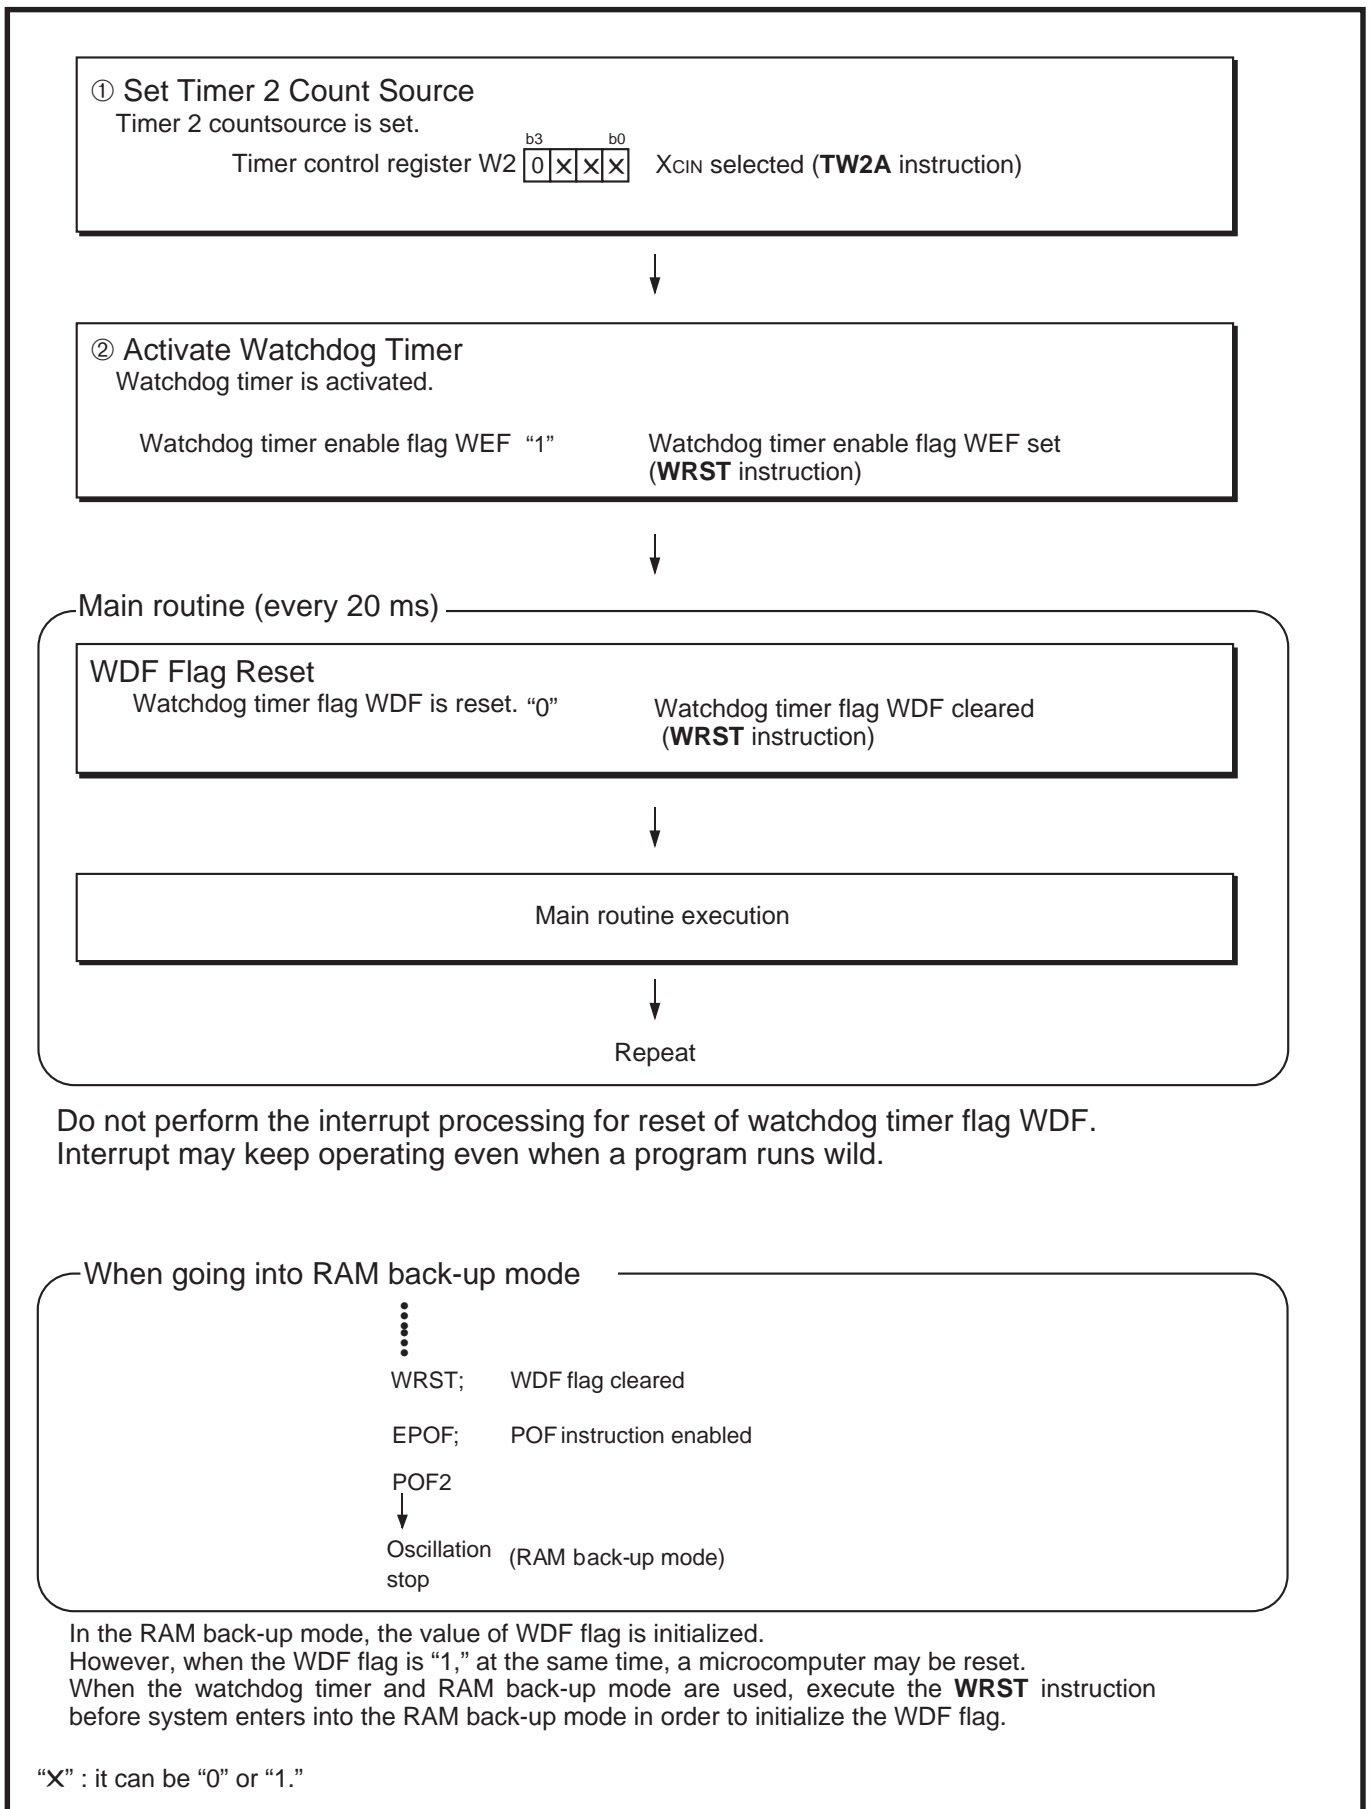 ① Set Timer 2 Count Source
Timer 2 countsource is set.
b3 b0
Timer control register W2 0 X X X XCIN selected (TW2A instruction)
② Activate Watchdog Timer
Watchdog timer is activated.
Watchdog timer enable flag WEF “1” Watchdog timer enable flag WEF set
(WRST instruction)
Main routine (every 20 ms)
WDF Flag Reset
Watchdog timer flag WDF is reset. “0” Watchdog timer flag WDF cleared
(WRST instruction)
Main routine execution
Repeat
Do not perform the interrupt processing for reset of watchdog timer flag WDF.
Interrupt may keep operating even when a program runs wild.
When going into RAM back-up mode
WRST; WDF flag cleared
EPOF; POF instruction enabled
POF2
Oscillation (RAM back-up mode)
stop
In the RAM back-up mode, the value of WDF flag is initialized.
However, when the WDF flag is “1,” at the same time, a microcomputer may be reset.
When the watchdog timer and RAM back-up mode are used, execute the WRST instruction
before system enters into the RAM back-up mode in order to initialize the WDF flag.
“X” : it can be “0” or “1.”